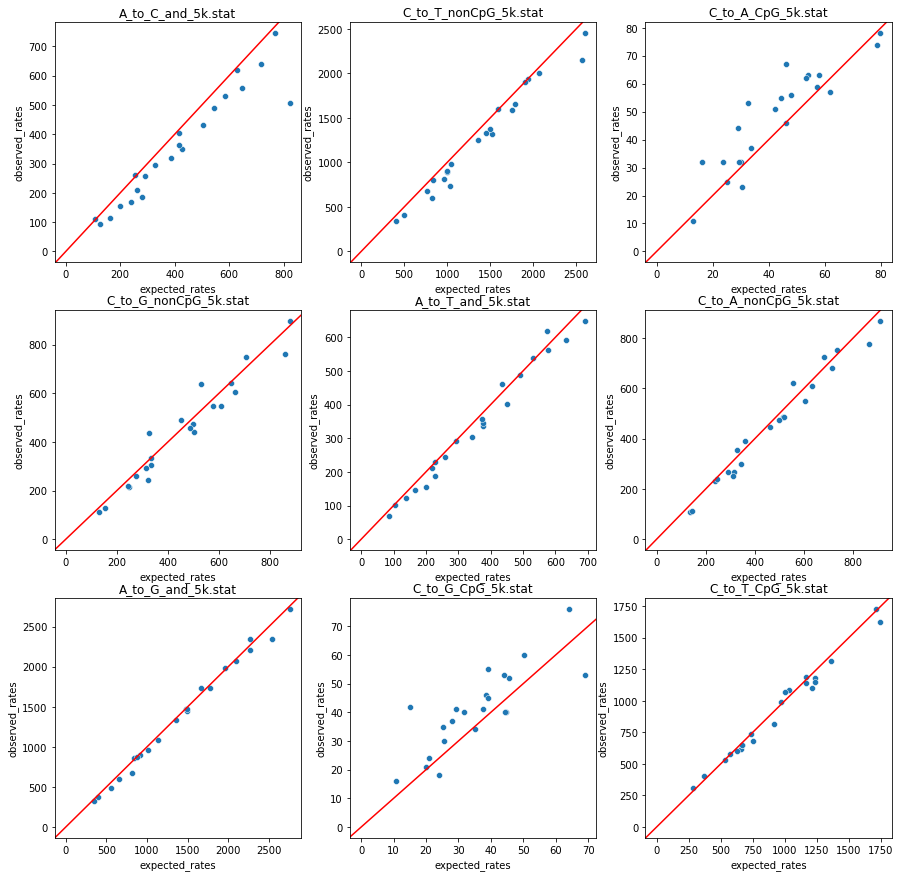 A_to_C_and_5k.stat
C_to_T_nonCpG_5k.stat
C_to_A_CpG_5k.stat
observed_rates
700
600
500
400
300
200
100
0
0 200 400 600 800
expected_rates
observed_rates
2500
2000
1500
1000
500
0
0 500 1000 1500 2000 2500
expected_rates
observed_rates
80
70
60
50
40
30
20
10
0
0 20 40 60 80
expected_rates
C_to_G_nonCpG_5k.stat
A_to_T_and_5k.stat
C_to_A_nonCpG_5k.stat
observed_rates
800
600
400
200
0
0 200 400 600 800
expected_rates
observed_rates
600
500
400
300
200
100
0
0 100 200 300 400 500 600 700
expected_rates
observed_rates
800
600
400
200
0
0 200 400 600 800
expected_rates
A_to_G_and_5k.stat
C_to_G_CpG_5k.stat
C_to_T_CpG_5k.stat
observed_rates
2500
2000
1500
1000
500
0
0 500 1000 1500 2000 2500
expected_rates
observed_rates
70
60
50
40
30
20
10
0
0 10 20 30 40 50 60 70
expected_rates
observed_rates
1750
1500
1250
1000
750
500
250
0
0 250 500 750 1000 1250 1500 1750
expected_rates